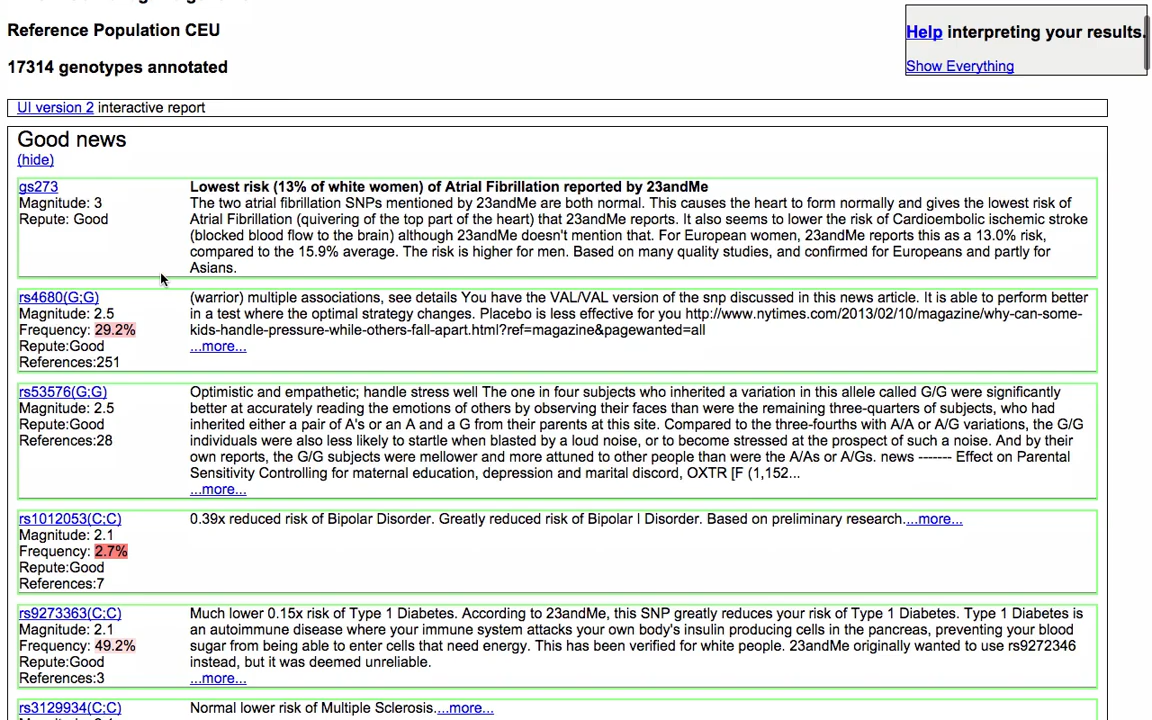 Reference Population CEU
17314 genotypes annotated
Help interpreting your results.
Show Everything
UI version 2 interactive report
Good news
(hide)
gs273
Magnitude: 3
Repute: Good
Lowest risk (13% of white women) of Atrial Fibrillation reported by 23andMe
The two atrial fibrillation SNPs mentioned by 23andMe are both normal. This causes the heart to form normally and gives the lowest risk of
Atrial Fibrillation (quivering of the top part of the heart) that 23andMe reports. It also seems to lower the risk of Cardioembolic ischemic stroke
(blocked blood flow to the brain) although 23andMe doesn't mention that. For European women, 23andMe reports this as a 13.0% risk,
compared to the 15.9% average. The risk is higher for men. Based on many quality studies, and confirmed for Europeans and partly for
Asians.
rs4680(G;G)
Magnitude: 2.5
Frequency: 29.2%
Repute:Good
References:251
(warrior) multiple associations, see details You have the VAL/VAL version of the snp discussed in this news article. It is able to perform better
in a test where the optimal strategy changes. Placebo is less effective for you http://www.nytimes.com/2013/02/10/magazine/why-can-some-
kids-handle-pressure-while-others-fall-apart.html?ref=magazine&pagewanted=all
...more...
rs53576(G;G)
Magnitude: 2.5
Repute:Good
References:28
Optimistic and empathetic; handle stress well The one in four subjects who inherited a variation in this allele called G/G were significantly
better at accurately reading the emotions of others by observing their faces than were the remaining three-quarters of subjects, who had
inherited either a pair of A's or an A and a G from their parents at this site. Compared to the three-fourths with A/A or A/G variations, the G/G
individuals were also less likely to startle when blasted by a loud noise, or to become stressed at the prospect of such a noise. And by their
own reports, the G/G subjects were mellower and more attuned to other people than were the A/As or A/Gs. news ------- Effect on Parental
Sensitivity Controlling for maternal education, depression and marital discord, OXTR [F (1,152...
...more...
rs1012053(C;C)
Magnitude: 2.1
Frequency: 2.7%
Repute:Good
References:7
0.39x reduced risk of Bipolar Disorder. Greatly reduced risk of Bipolar I Disorder. Based on preliminary research....more...
rs9273363(C;C)
Magnitude: 2.1
Frequency: 49.2%
Repute:Good
References:3
Much lower 0.15x risk of Type 1 Diabetes. According to 23andMe, this SNP greatly reduces your risk of Type 1 Diabetes. Type 1 Diabetes is
an autoimmune disease where your immune system attacks your own body's insulin producing cells in the pancreas, preventing your blood
sugar from being able to enter cells that need energy. This has been verified for white people. 23andMe originally wanted to use rs9272346
instead, but it was deemed unreliable.
...more...
rs3129934(C;C)
Normal lower risk of Multiple Sclerosis....more...